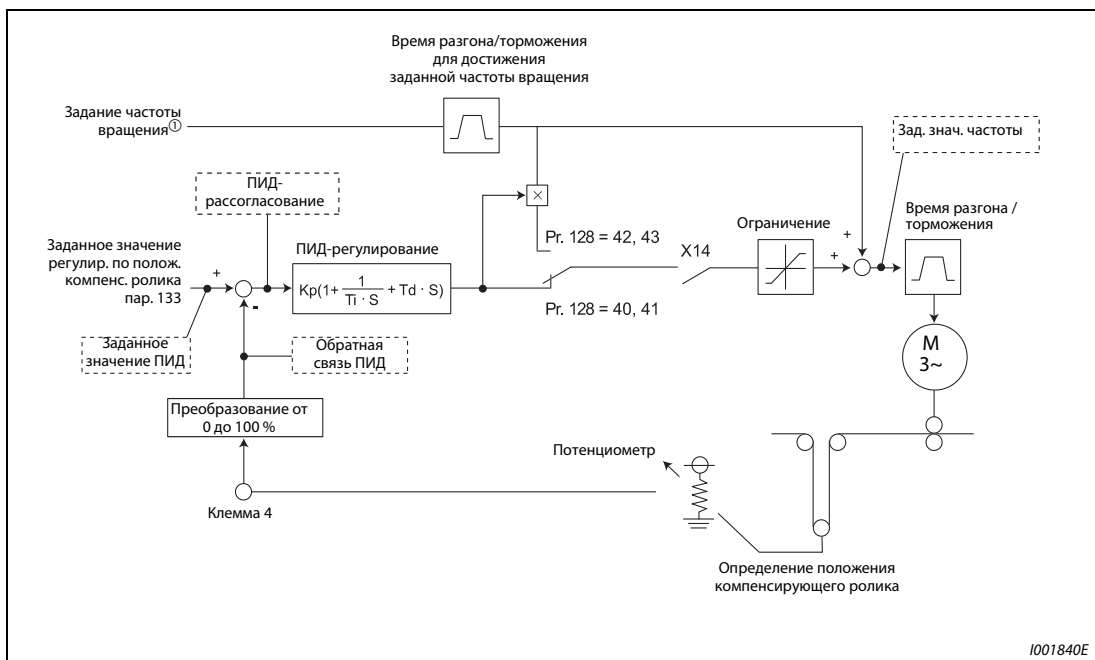 Время разгона/торможения
для достижения
заданной частоты вращения
Задание частоты
вращения①
Зад. знач. частоты
ПИД-
рассогласование
Время разгона /
торможения
Заданное значение
регулир. по полож.
компенс. ролика
пар. 133
ПИД-регулирование
×
Pr. 128 = 42, 43
X14
Ограничение
+
+
+
-
Kp(1+ 1/(Ti · S) + Td · S)
Pr. 128 = 40, 41
Заданное
значение ПИД
Обратная
связь ПИД
M
3~
Преобразование от
0 до 100 %
Потенциометр
Клемма 4
Определение положения
компенсирующего ролика
I001840E